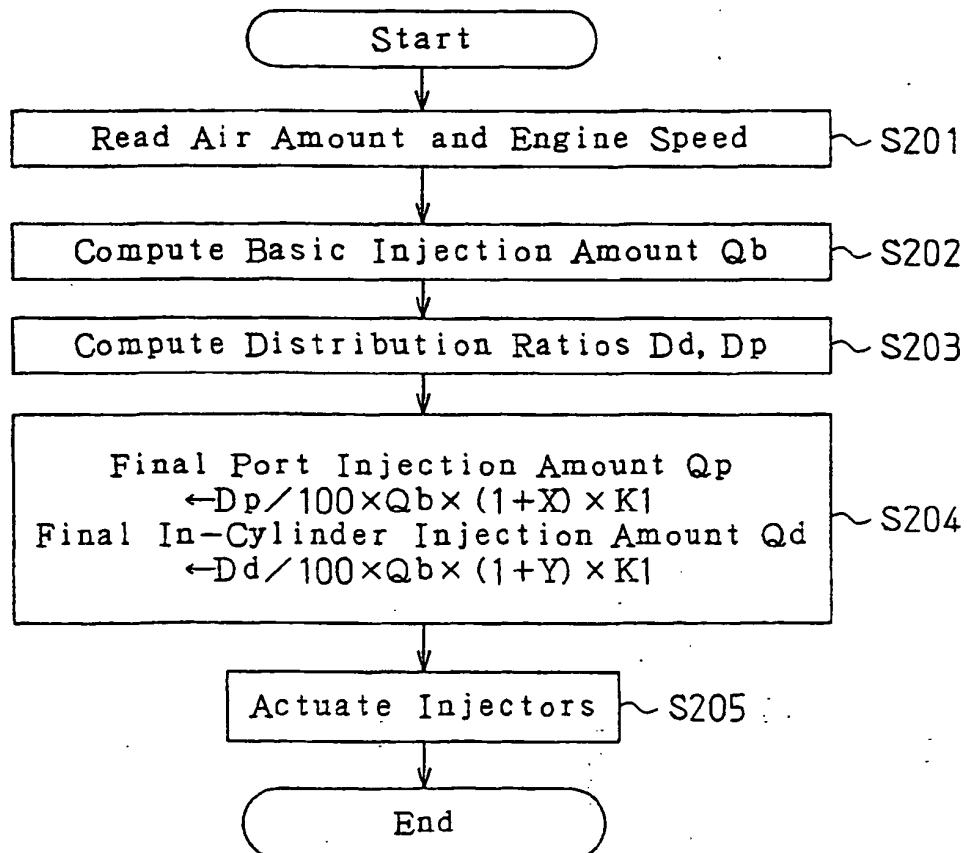 Start
Read Air Amount and Engine Speed
S201
Compute Basic Injection Amount Qb
S202
Compute Distribution Ratios Dd, Dp
S203
Final Port Injection Amount Qp
←Dp/100×Qb×(1+X)×K1
Final In-Cylinder Injection Amount Qd
←Dd/100×Qb×(1+Y)×K1
S204
Actuate Injectors
S205
End